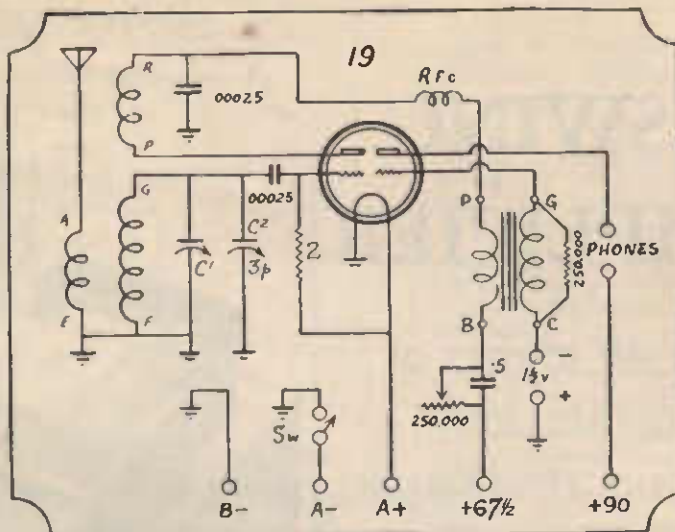 19
R
00025
RFC
P
G
C²
3p
00025
2
C'
A
E
F
P
G
250.000
PHONES
B
C
.5
-
1½v
+
250.000
Sw
B-
A-
A+
+67½
+90